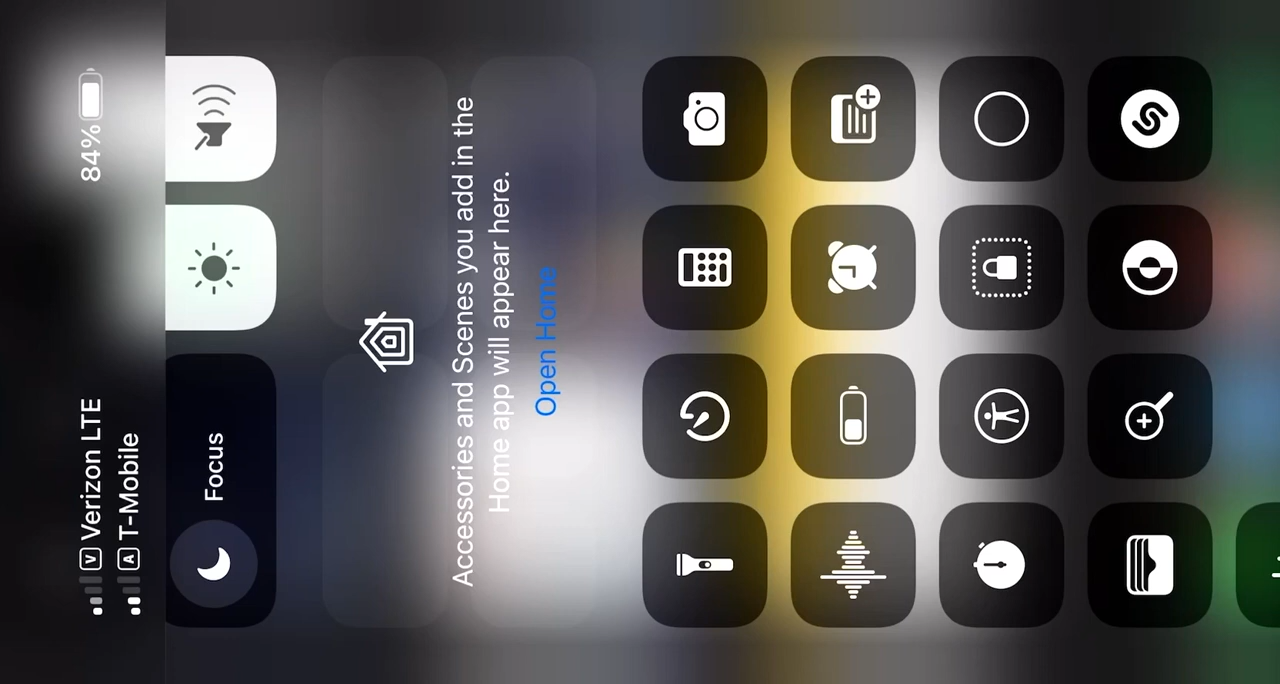 V Verizon LTE
84%
A T-Mobile
Focus
Accessories and Scenes you add in the
Home app will appear here.
Open Home